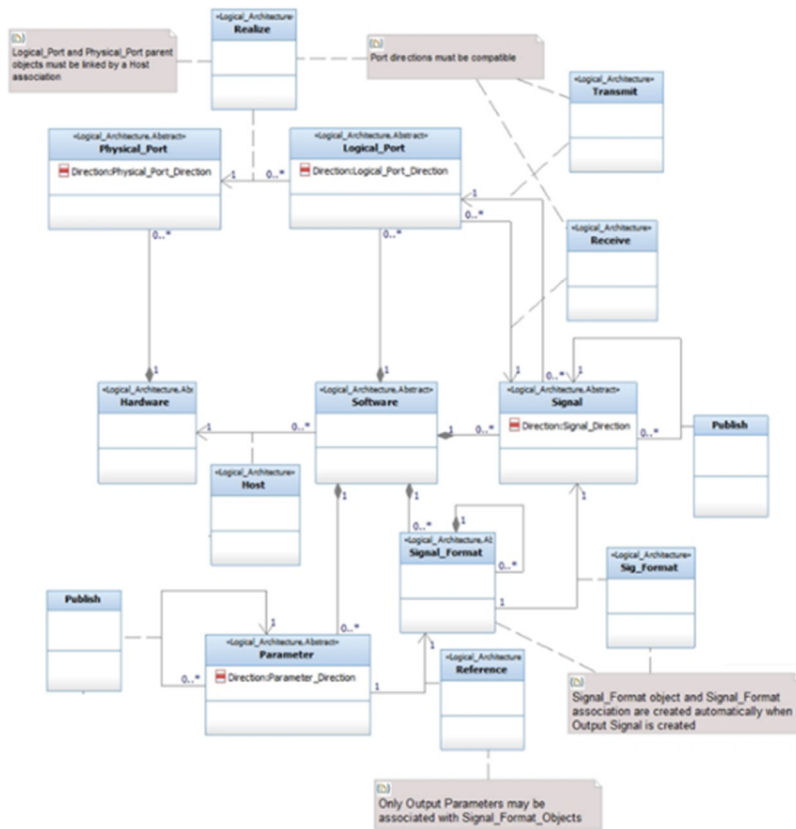 «Logical_Architecture»
Realize
Logical_Port and Physical_Port parent
objects must be linked by a Host
association
Port directions must be compatible
«Logical_Architecture»
Transmit
«Logical_Architecture,Abstract»
Physical_Port
Direction:Physical_Port_Direction
«Logical_Architecture,Abstract»
Logical_Port
Direction:Logical_Port_Direction
1
0..*
1
0..*
0..*
0..*
«Logical_Architecture»
Receive
1
1
1
0..*
1
«Logical_Architecture,Abs
Hardware
«Logical_Architecture,Abstract»
Software
«Logical_Architecture,Abstract»
Signal
Direction:Signal_Direction
Publish
1
0..*
1
0..*
0..*
«Logical_Architecture»
Host
1
1
1
0..*
1
«Logical_Architecture,Ab
Signal_Format
0..*
1
«Logical_Architecture»
Sig_Format
Publish
1
0..*
«Logical_Architecture,Abstract»
Parameter
Direction:Parameter_Direction
0..*
1
1
«Logical_Architecture
Reference
Signal_Format object and Signal_Format
association are created automatically when
Output Signal is created
Only Output Parameters may be
associated with Signal_Format_Objects